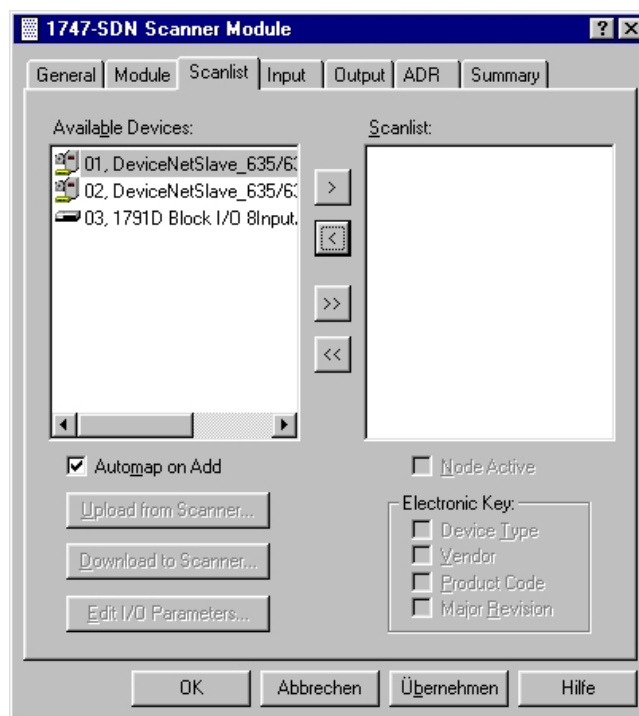 1747-SDN Scanner Module
General Module Scanlist Input Output ADR Summary
Available Devices:
Scanlist:
01, DeviceNetSlave_635/63
02, DeviceNetSlave_635/63
03, 1791D Block I/O 8Input.
>
<
>>
<<
Automap on Add
Node Active
Upload from Scanner...
Download to Scanner...
Edit I/O Parameters...
Electronic Key:
Device Type
Vendor
Product Code
Major Revision
OK Abbrechen Übernehmen Hilfe